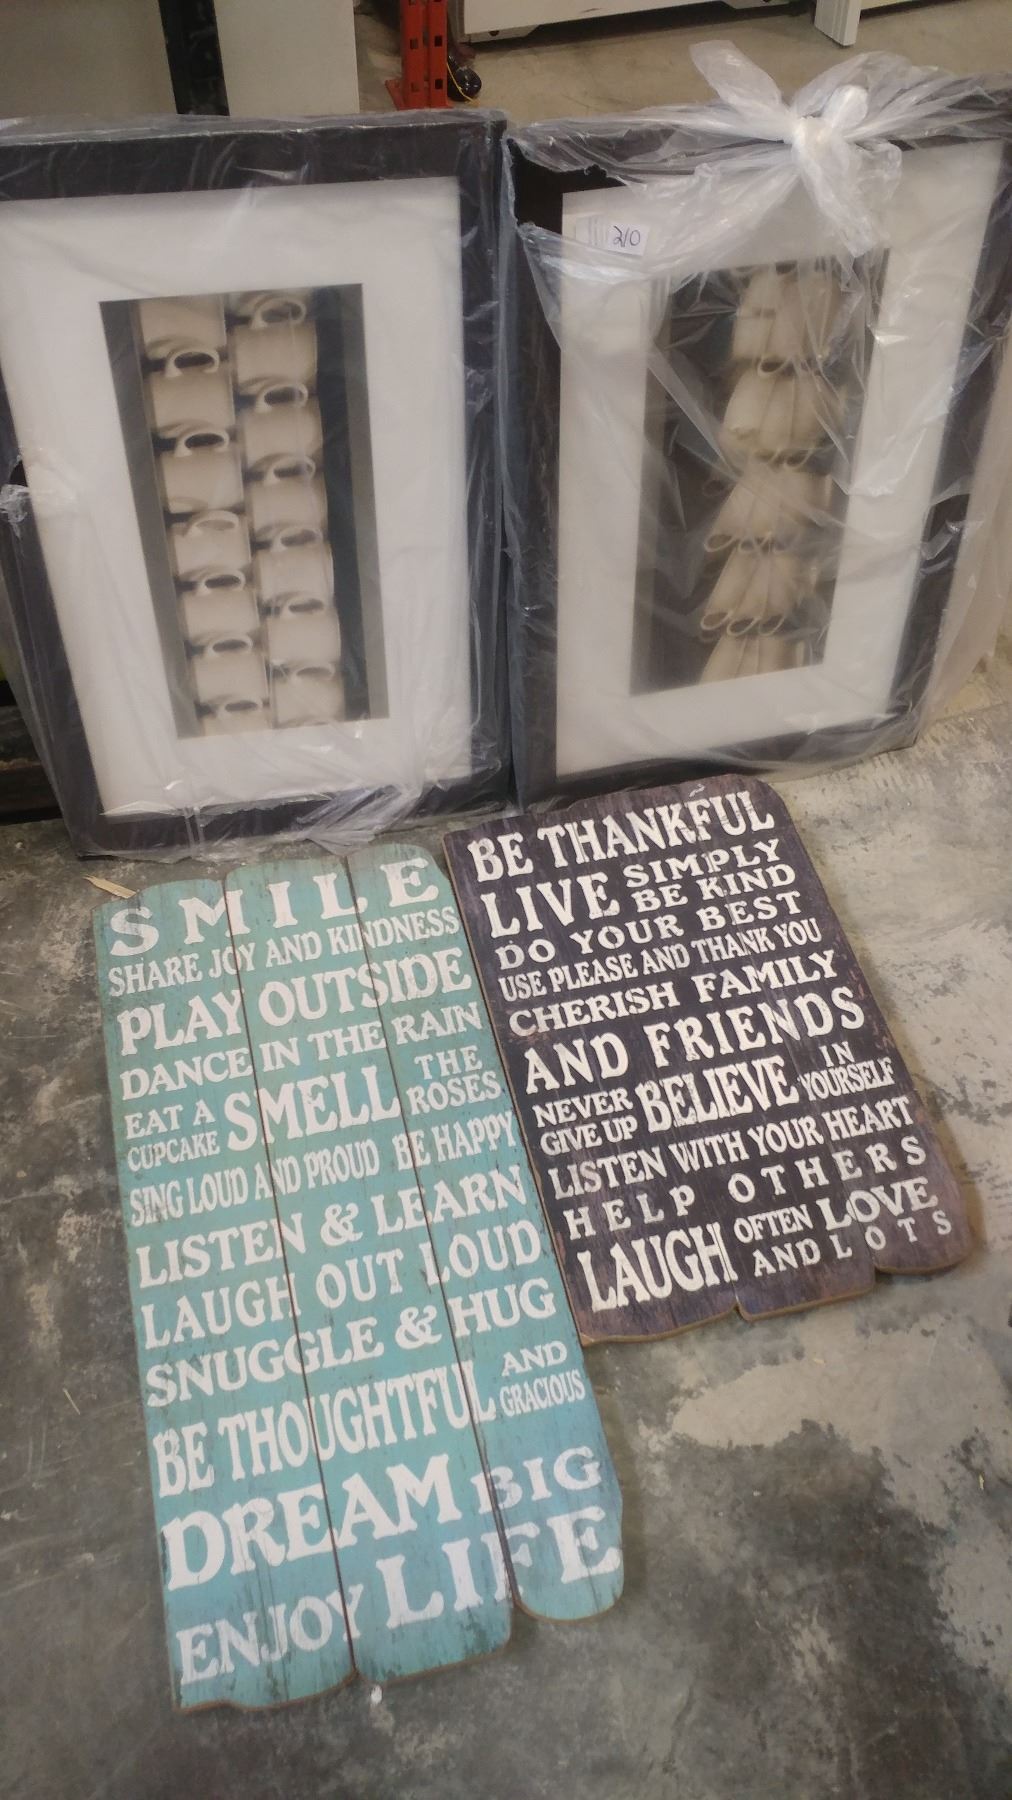 210
SMILE
SHARE JOY AND KINDNESS
PLAY OUTSIDE
DANCE IN THE RAIN
EAT A CUPCAKE SMELL THE ROSES
SING LOUD AND PROUD BE HAPPY
LISTEN & LEARN
LAUGH OUT LOUD
SNUGGLE & HUG
BE THOUGHTFUL AND GRACIOUS
DREAM BIG
ENJOY LIFE
BE THANKFUL
LIVE SIMPLY
BE KIND
DO YOUR BEST
USE PLEASE AND THANK YOU
CHERISH FAMILY
AND FRIENDS
NEVER GIVE UP BELIEVE IN YOURSELF
LISTEN WITH YOUR HEART
HELP OTHERS
LAUGH OFTEN LOVE
AND LOTS